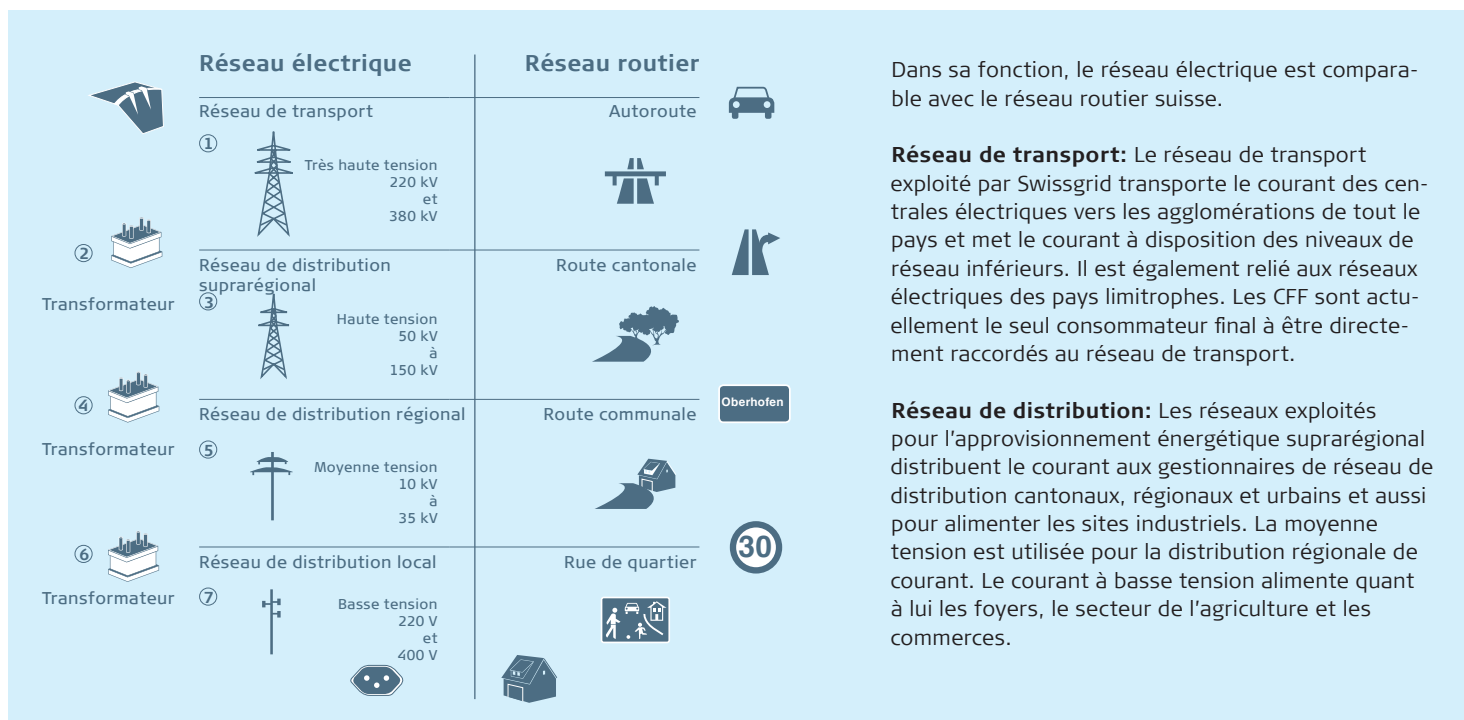 Réseau électrique
Réseau routier
Réseau de transport
Autoroute
①
Très haute tension
220 kV
et
380 kV
②
Transformateur
Réseau de distribution
suprarégional
Route cantonale
③
Haute tension
50 kV
à
150 kV
④
Transformateur
Réseau de distribution régional
Route communale
Oberhofen
⑤
Moyenne tension
10 kV
à
35 kV
⑥
Transformateur
Réseau de distribution local
Rue de quartier
30
⑦
Basse tension
220 V
et
400 V
Dans sa fonction, le réseau électrique est compara-
ble avec le réseau routier suisse.
Réseau de transport: Le réseau de transport
exploité par Swissgrid transporte le courant des cen-
trales électriques vers les agglomérations de tout le
pays et met le courant à disposition des niveaux de
réseau inférieurs. Il est également relié aux réseaux
électriques des pays limitrophes. Les CFF sont actu-
ellement le seul consommateur final à être directe-
ment raccordés au réseau de transport.
Réseau de distribution: Les réseaux exploités
pour l'approvisionnement énergétique suprarégional
distribuent le courant aux gestionnaires de réseau de
distribution cantonaux, régionaux et urbains et aussi
pour alimenter les sites industriels. La moyenne
tension est utilisée pour la distribution régionale de
courant. Le courant à basse tension alimente quant
à lui les foyers, le secteur de l'agriculture et les
commerces.